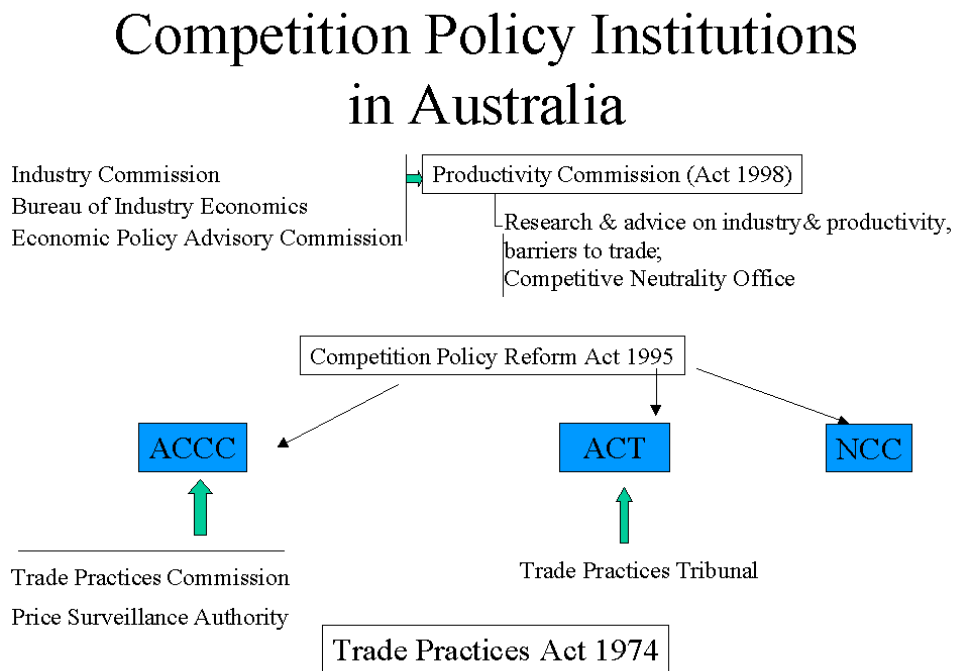 Competition Policy Institutions
in Australia
Industry Commission
Bureau of Industry Economics
Economic Policy Advisory Commission
Productivity Commission (Act 1998)
Research & advice on industry & productivity,
barriers to trade;
Competitive Neutrality Office
Competition Policy Reform Act 1995
ACCC
ACT
NCC
Trade Practices Commission
Price Surveillance Authority
Trade Practices Tribunal
Trade Practices Act 1974